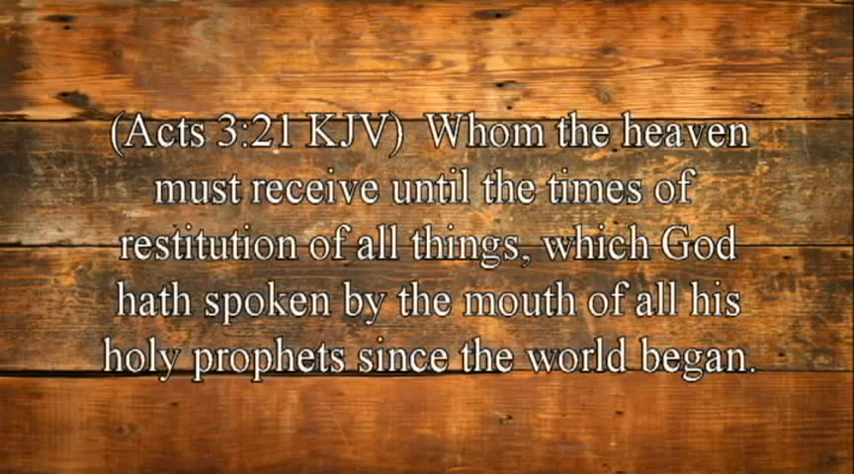 (Acts 3:21 KJV)  Whom the heaven
must receive until the times of
restitution of all things, which God
hath spoken by the mouth of all his
holy prophets since the world began.